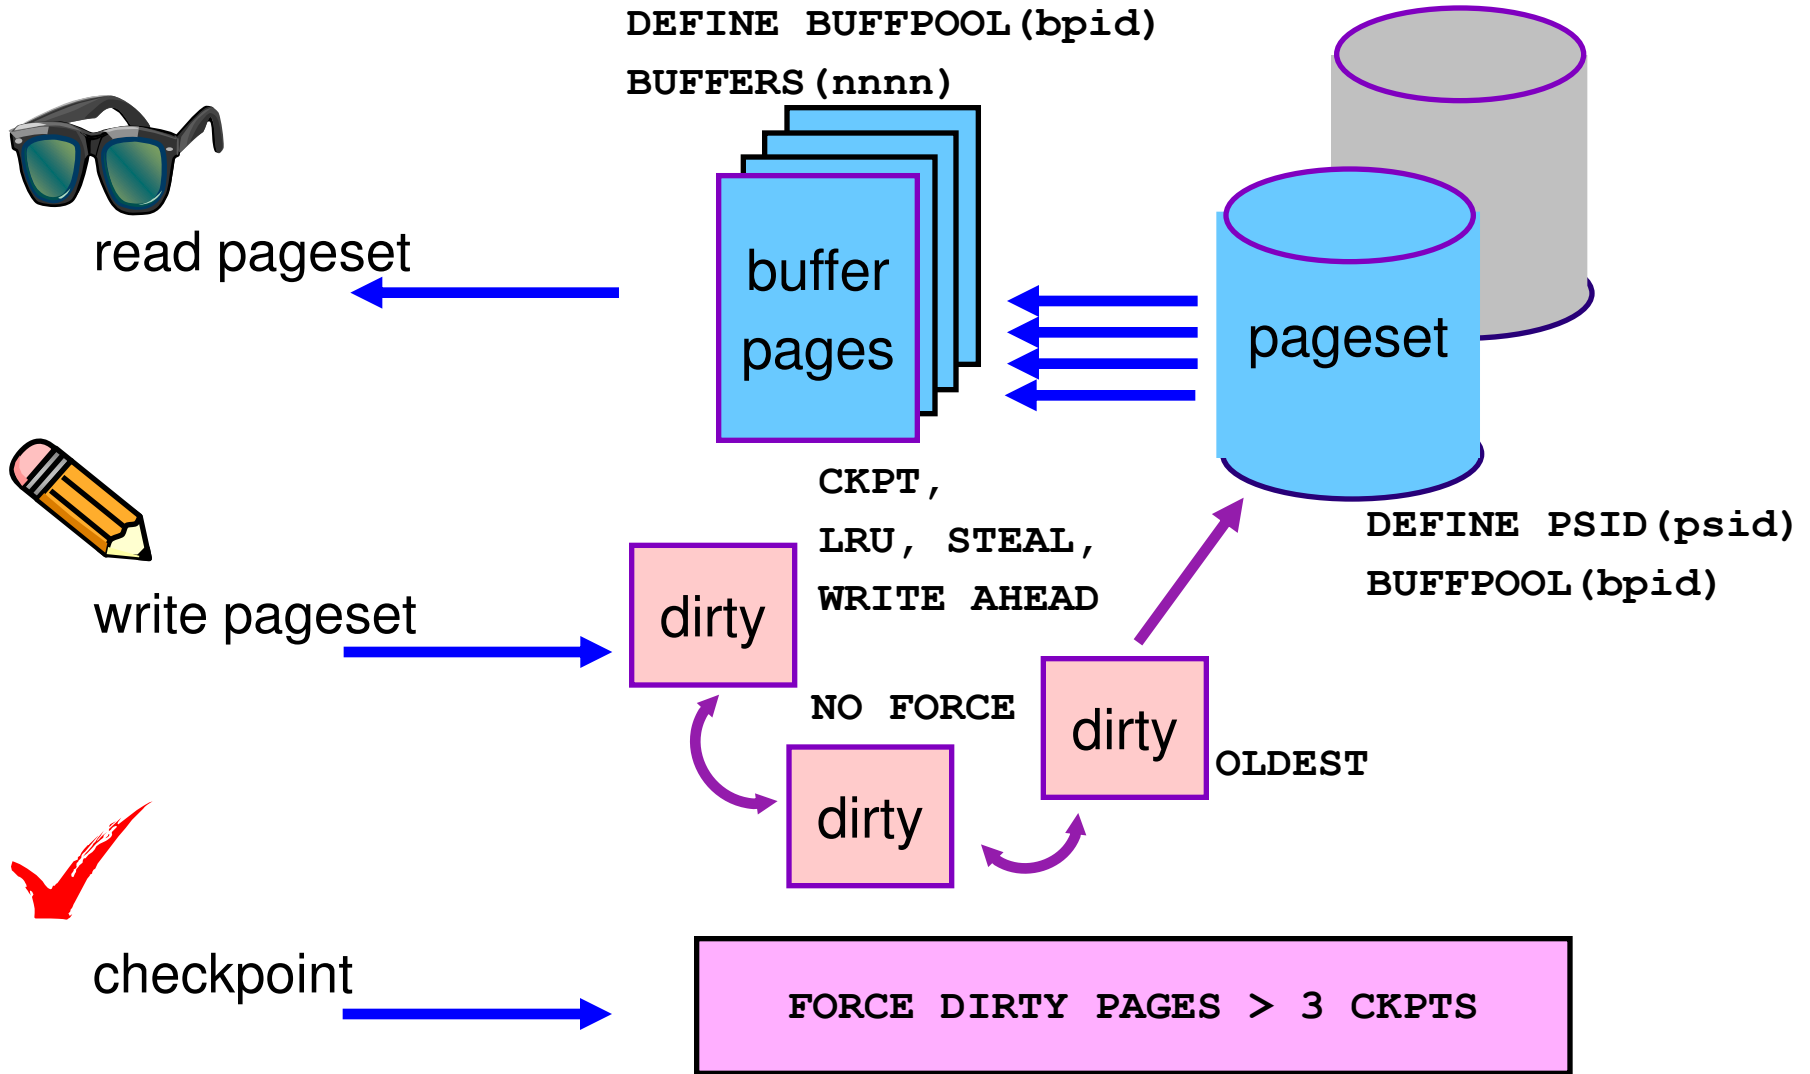 DEFINE BUFFPOOL(bpid)
BUFFERS(nnnn)
read pageset
buffer
pages
pageset
CKPT,
LRU, STEAL,
WRITE AHEAD
DEFINE PSID(psid)
BUFFPOOL(bpid)
write pageset
dirty
NO FORCE
dirty
OLDEST
dirty
checkpoint
FORCE DIRTY PAGES > 3 CKPTS